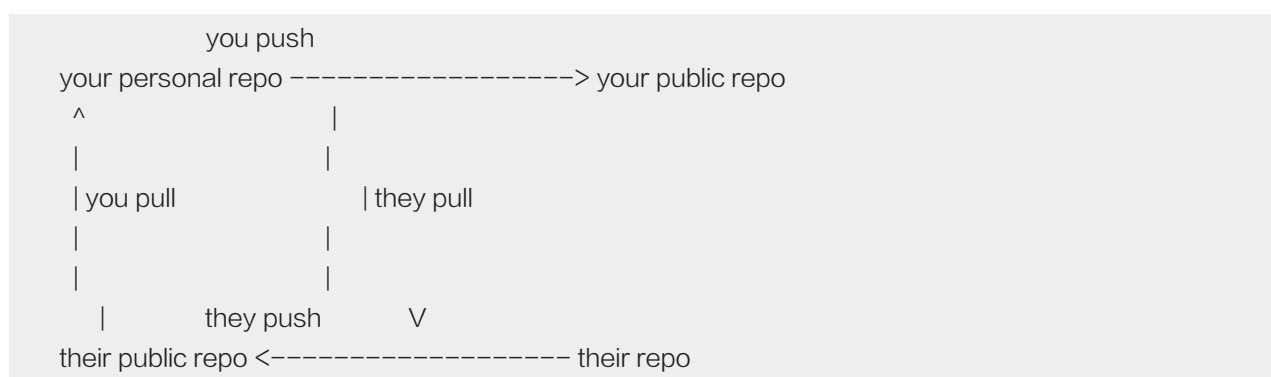 you push
your personal repo ------------------> your public repo
^ |
| |
| you pull | they pull
| |
| |
| they push V
their public repo <------------------- their repo